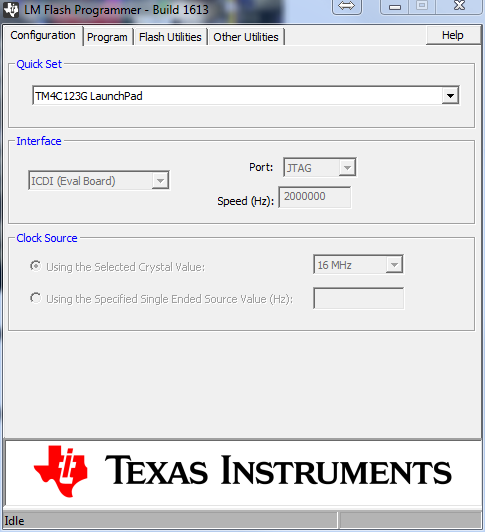 LM Flash Programmer - Build 1613
Configuration Program Flash Utilities Other Utilities Help
Quick Set
TM4C123G LaunchPad
Interface
ICDI (Eval Board)
Port: JTAG
Speed (Hz): 2000000
Clock Source
Using the Selected Crystal Value: 16 MHz
Using the Specified Single Ended Source Value (Hz):
TEXAS INSTRUMENTS
Idle